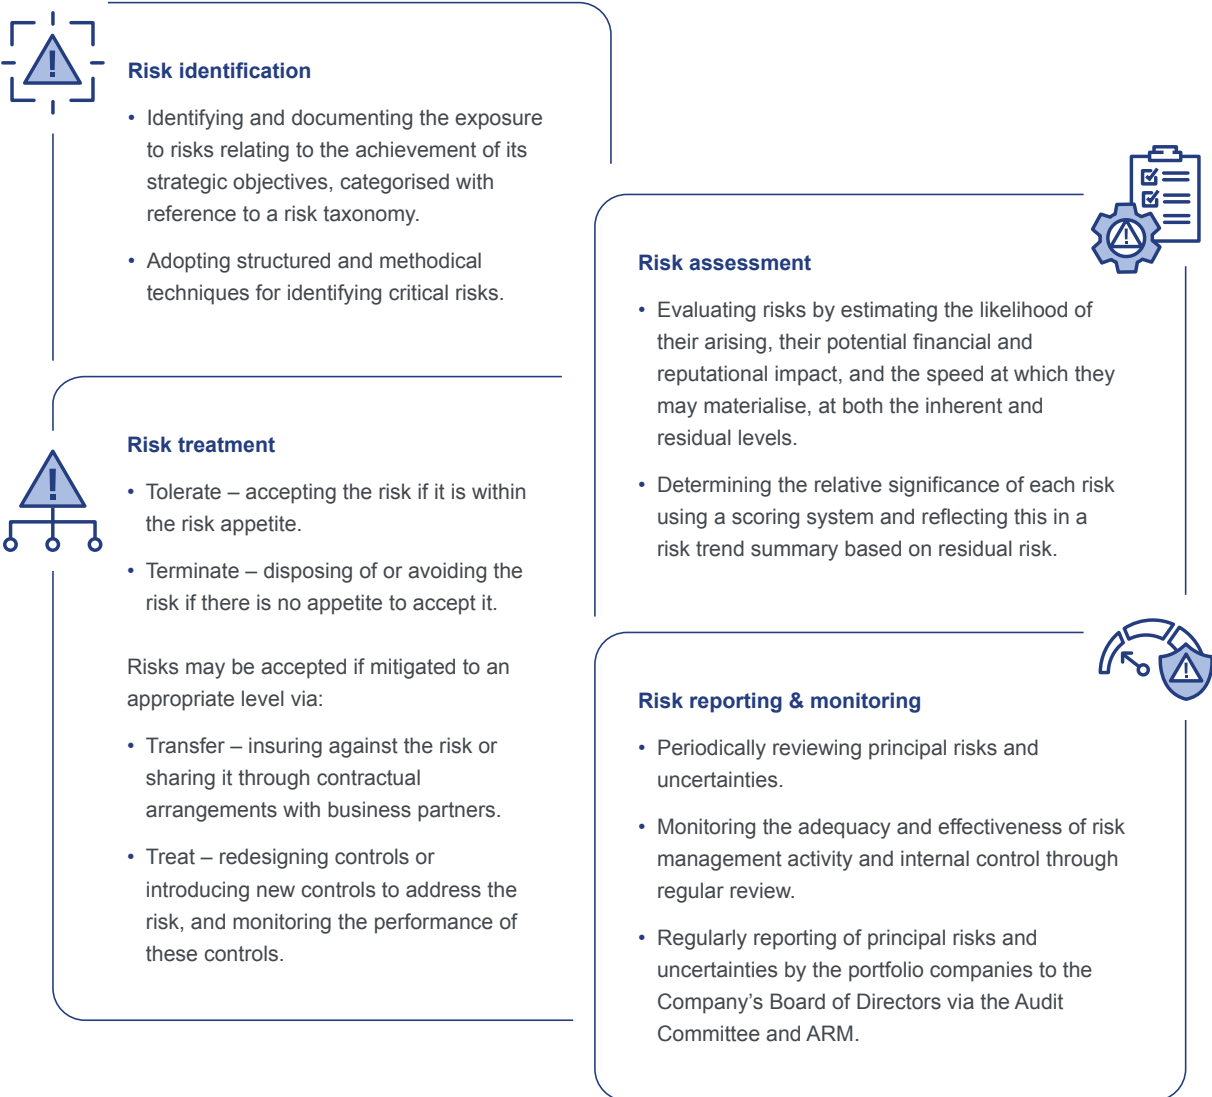 Risk identification
• Identifying and documenting the exposure
to risks relating to the achievement of its
strategic objectives, categorised with
reference to a risk taxonomy.
• Adopting structured and methodical
techniques for identifying critical risks.
Risk assessment
• Evaluating risks by estimating the likelihood of
their arising, their potential financial and
reputational impact, and the speed at which they
may materialise, at both the inherent and
residual levels.
• Determining the relative significance of each risk
using a scoring system and reflecting this in a
risk trend summary based on residual risk.
Risk treatment
• Tolerate – accepting the risk if it is within
the risk appetite.
• Terminate – disposing of or avoiding the
risk if there is no appetite to accept it.
Risks may be accepted if mitigated to an
appropriate level via:
• Transfer – insuring against the risk or
sharing it through contractual
arrangements with business partners.
• Treat – redesigning controls or
introducing new controls to address the
risk, and monitoring the performance of
these controls.
Risk reporting & monitoring
• Periodically reviewing principal risks and
uncertainties.
• Monitoring the adequacy and effectiveness of risk
management activity and internal control through
regular review.
• Regularly reporting of principal risks and
uncertainties by the portfolio companies to the
Company’s Board of Directors via the Audit
Committee and ARM.